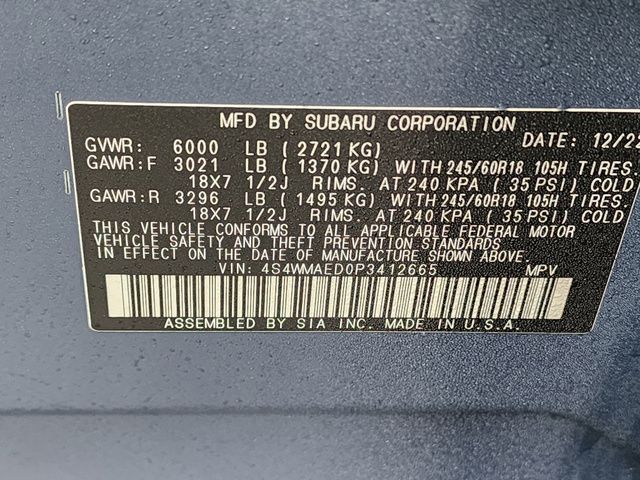 MFD BY SUBARU CORPORATION
DATE: 12/22
GVWR: 6000 LB ( 2721 KG)
GAWR:F 3021 LB ( 1370 KG) WITH 245/60R18 105H TIRES.
18X7 1/2J RIMS. AT 240 KPA ( 35 PSI) COLD
GAWR:R 3296 LB ( 1495 KG) WITH 245/60R18 105H TIRES.
18X7 1/2J RIMS. AT 240 KPA ( 35 PSI) COLD
THIS VEHICLE CONFORMS TO ALL APPLICABLE FEDERAL MOTOR
VEHICLE SAFETY AND THEFT PREVENTION STANDARDS
IN EFFECT ON THE DATE OF MANUFACTURE SHOWN ABOVE.
VIN: 4S4WMAED0P3412665 MPV
ASSEMBLED BY SIA INC. MADE IN U.S.A.